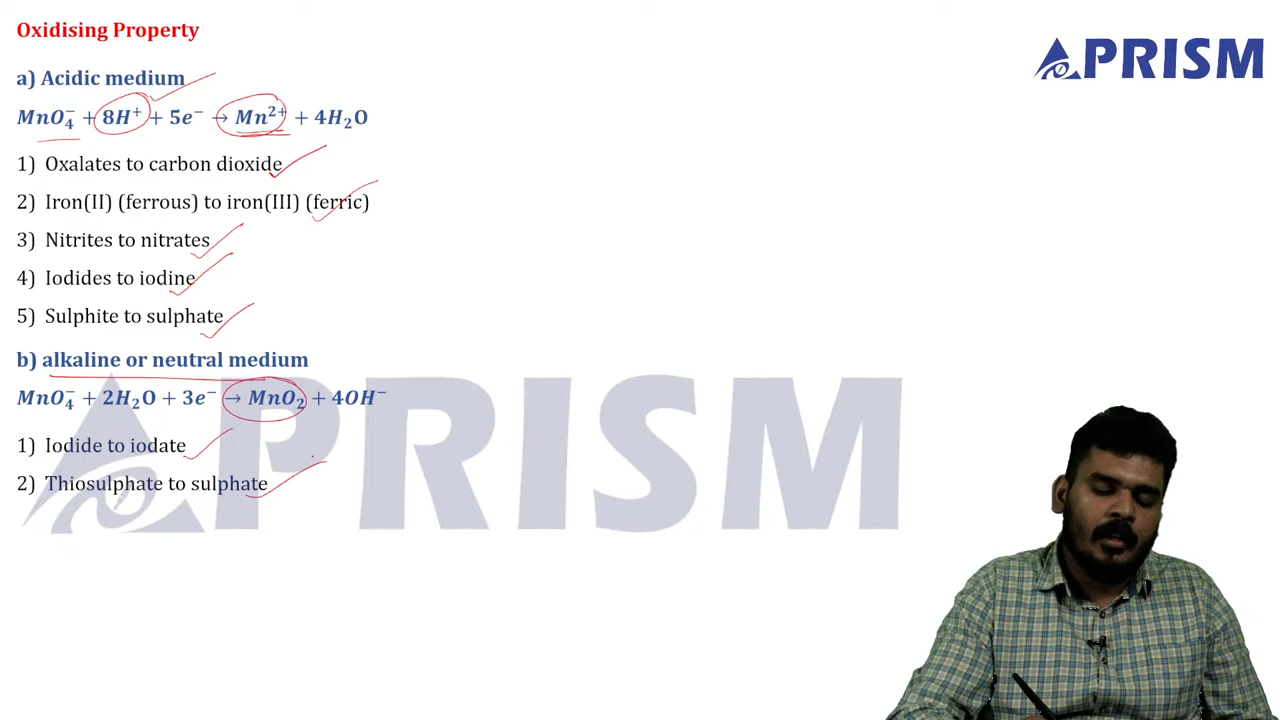 Oxidising Property
PRISM
a) Acidic medium
MnO₄⁻ + 8H⁺ + 5e⁻ → Mn²⁺ + 4H₂O
1) Oxalates to carbon dioxide
2) Iron(II) (ferrous) to iron(III) (ferric)
3) Nitrites to nitrates
4) Iodides to iodine
5) Sulphite to sulphate
b) alkaline or neutral medium
MnO₄⁻ + 2H₂O + 3e⁻ → MnO₂ + 4OH⁻
1) Iodide to iodate
2) Thiosulphate to sulphate
PRISM